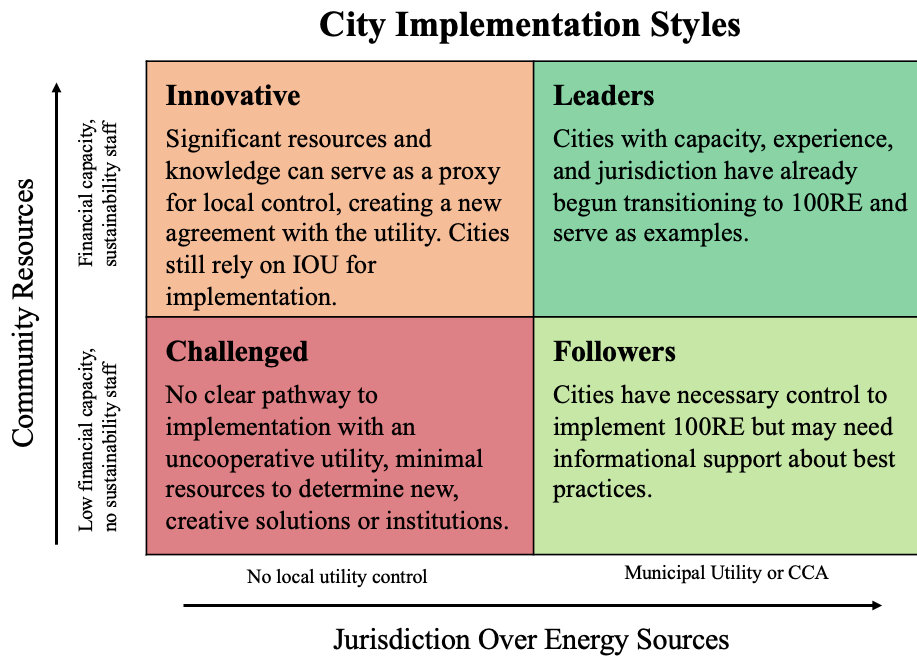 City Implementation Styles
Innovative
Significant resources and
knowledge can serve as a proxy
for local control, creating a new
agreement with the utility. Cities
still rely on IOU for
implementation.
Leaders
Cities with capacity, experience,
and jurisdiction have already
begun transitioning to 100RE and
serve as examples.
Challenged
No clear pathway to
implementation with an
uncooperative utility, minimal
resources to determine new,
creative solutions or institutions.
Followers
Cities have necessary control to
implement 100RE but may need
informational support about best
practices.
Community Resources
Financial capacity,
sustainability staff
Low financial capacity,
no sustainability staff
No local utility control
Municipal Utility or CCA
Jurisdiction Over Energy Sources